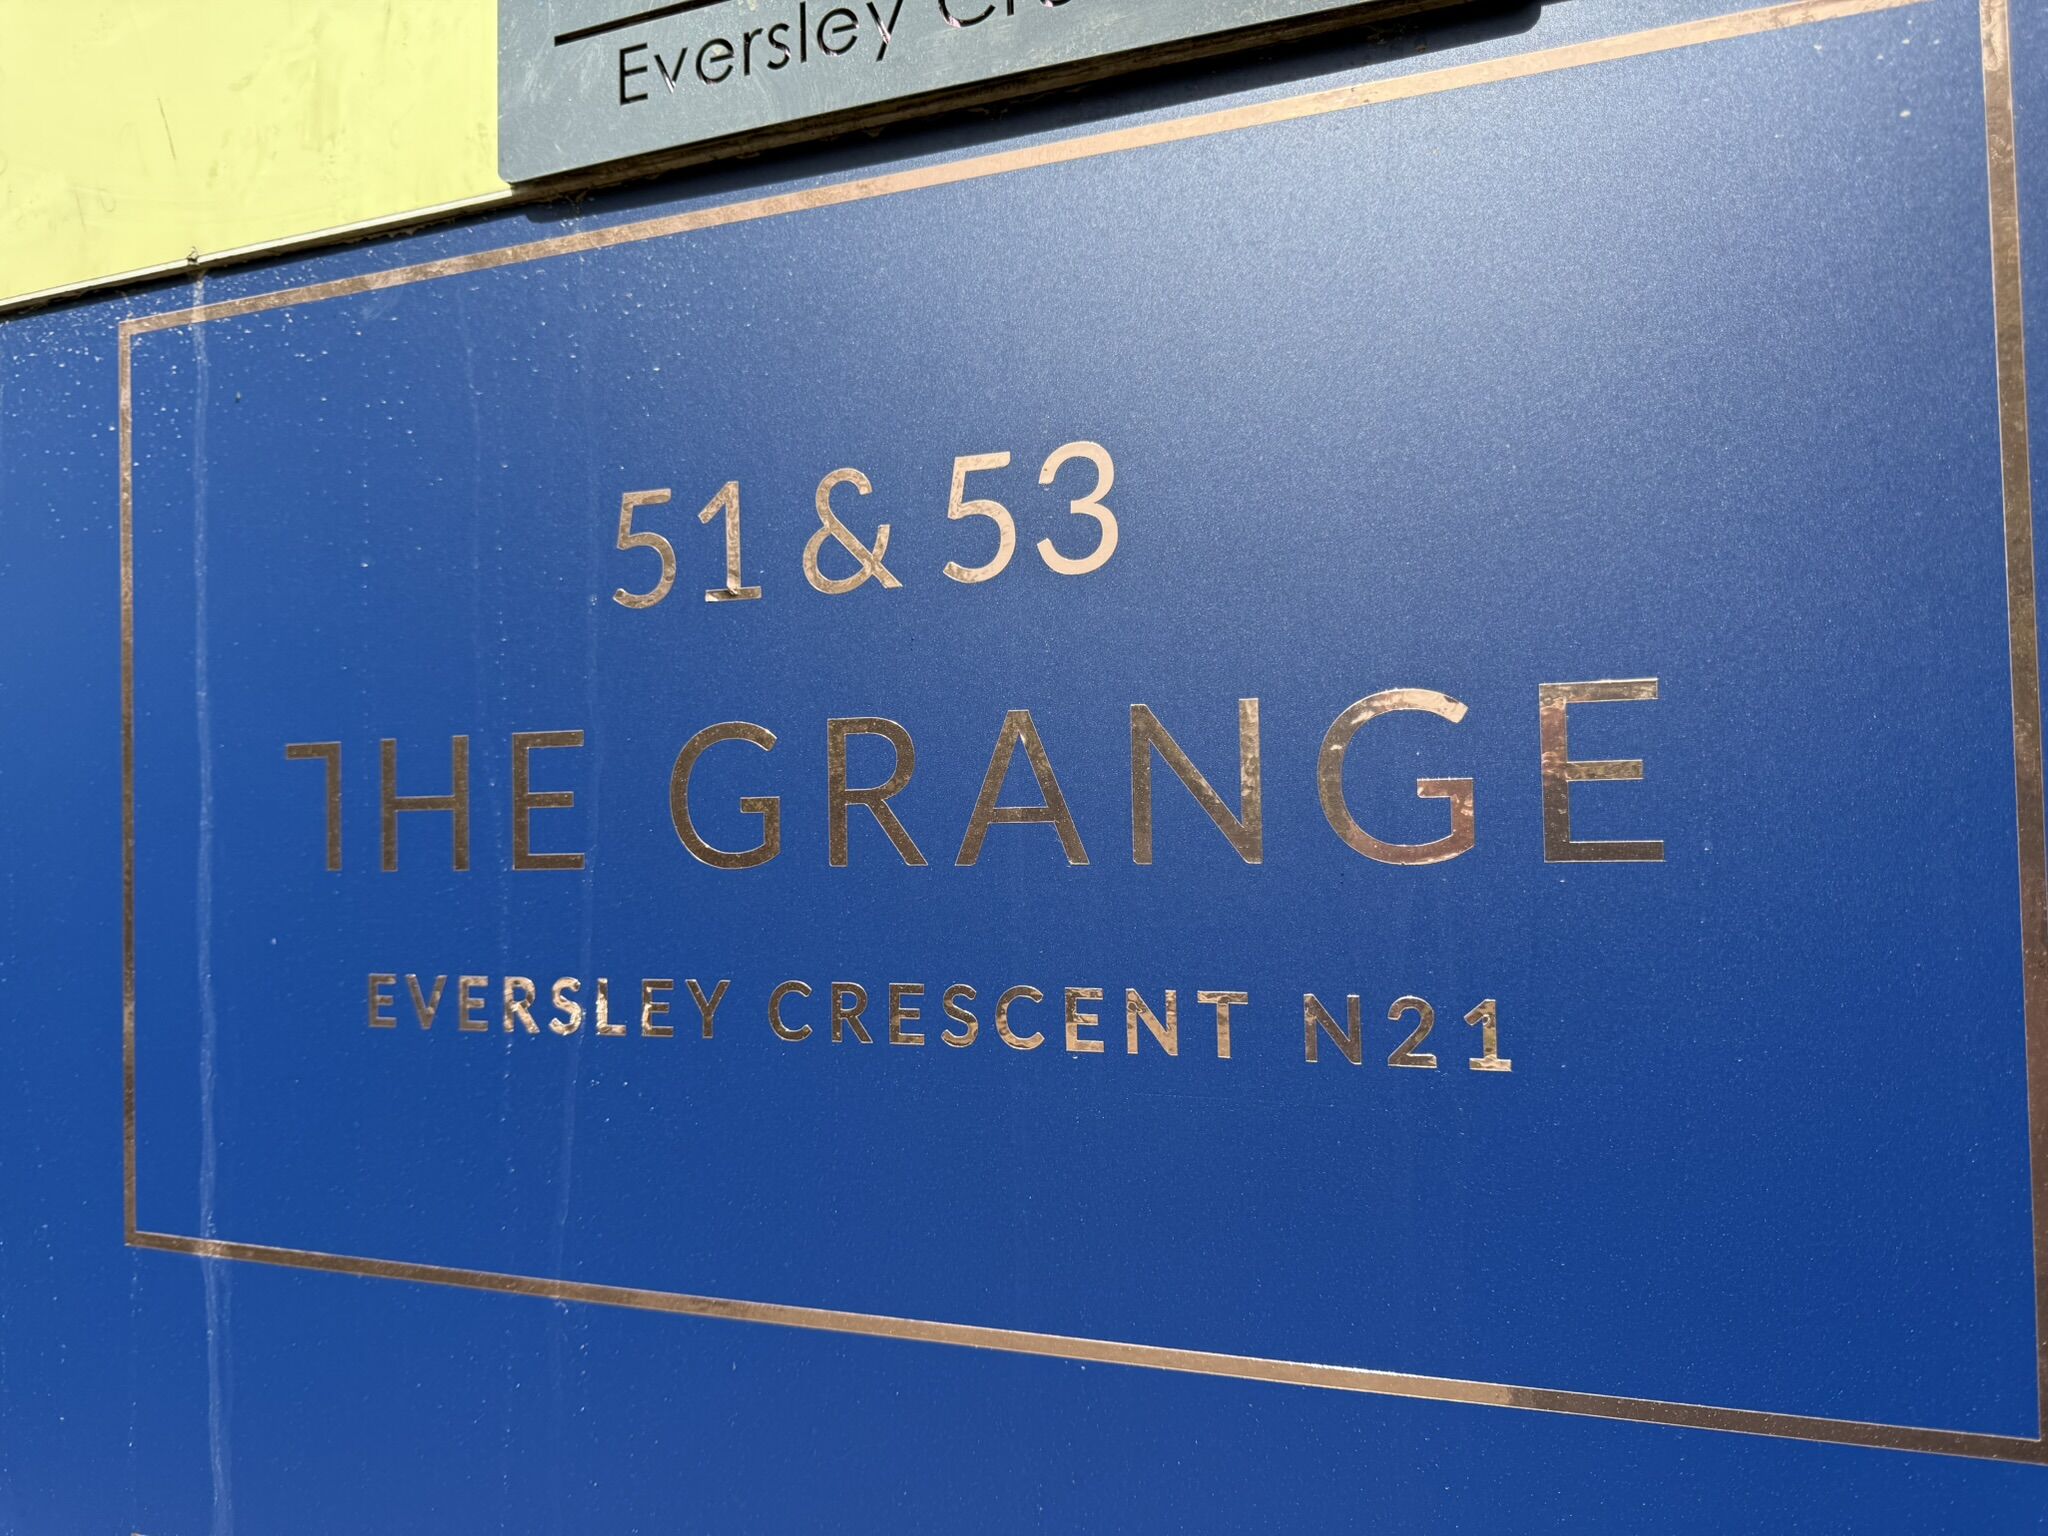 Eversley
51 & 53
THE GRANGE
EVERSLEY CRESCENT N21